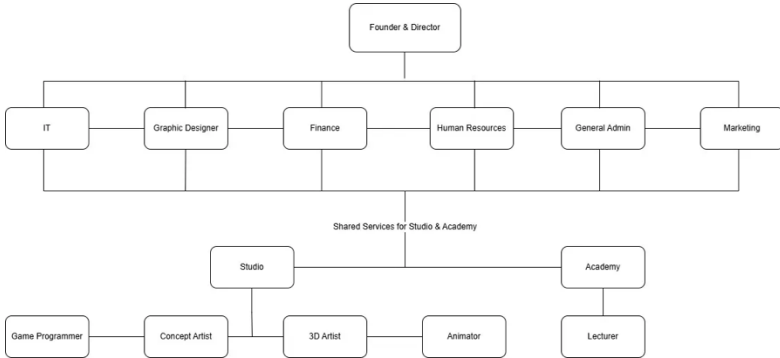 Founder & Director
IT
Graphic Designer
Finance
Human Resources
General Admin
Marketing
Shared Services for Studio & Academy
Studio
Academy
Game Programmer
Concept Artist
3D Artist
Animator
Lecturer